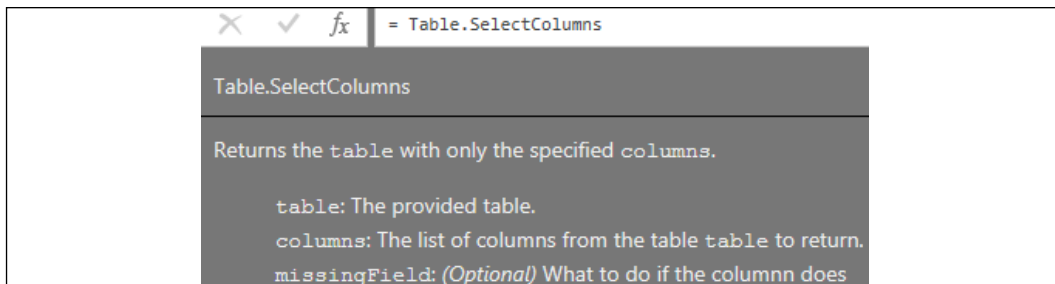 fx = Table.SelectColumns
Table.SelectColumns
Returns the table with only the specified columns.
table: The provided table.
columns: The list of columns from the table table to return.
missingField: (Optional) What to do if the columnn does